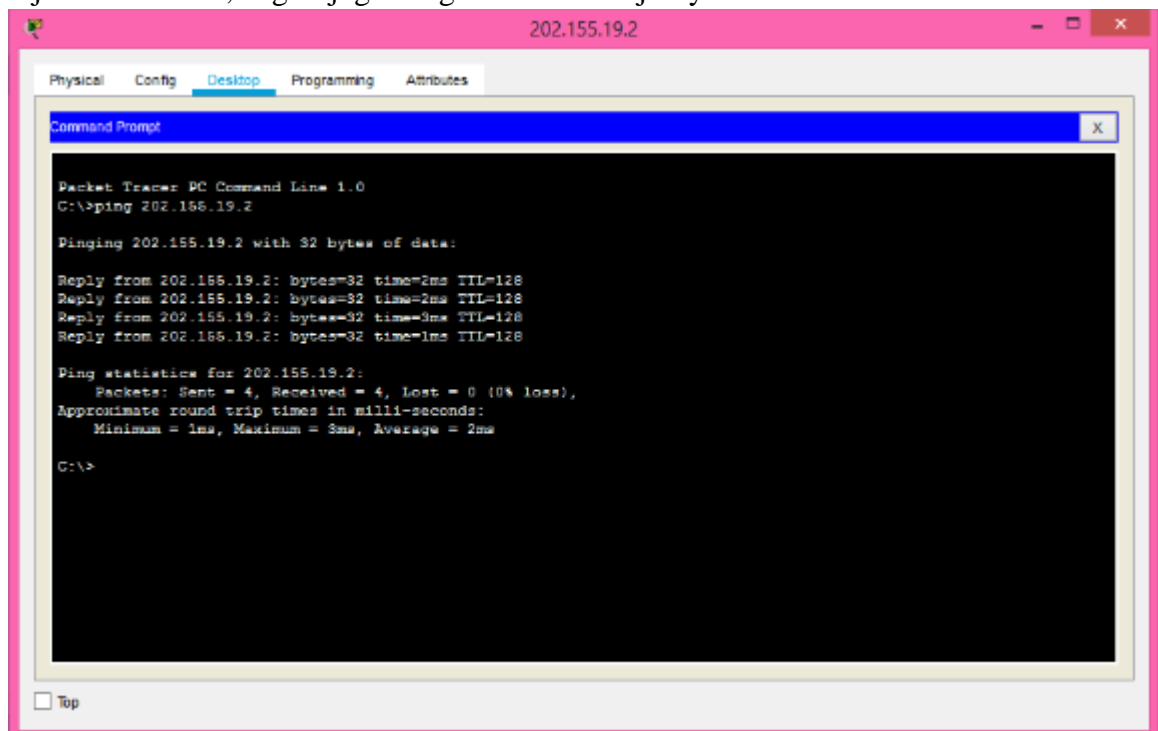 202.155.19.2
Physical Config Desktop Programming Attributes
Command Prompt
X
Packet Tracer PC Command Line 1.0
C:\>ping 202.155.19.2
Pinging 202.155.19.2 with 32 bytes of data:
Reply from 202.155.19.2: bytes=32 time=2ms TTL=128
Reply from 202.155.19.2: bytes=32 time=2ms TTL=128
Reply from 202.155.19.2: bytes=32 time=3ms TTL=128
Reply from 202.155.19.2: bytes=32 time=1ms TTL=128
Ping statistics for 202.155.19.2:
Packets: Sent = 4, Received = 4, Lost = 0 (0% loss),
Approximate round trip times in milli-seconds:
Minimum = 1ms, Maximum = 3ms, Average = 2ms
C:\>
Top